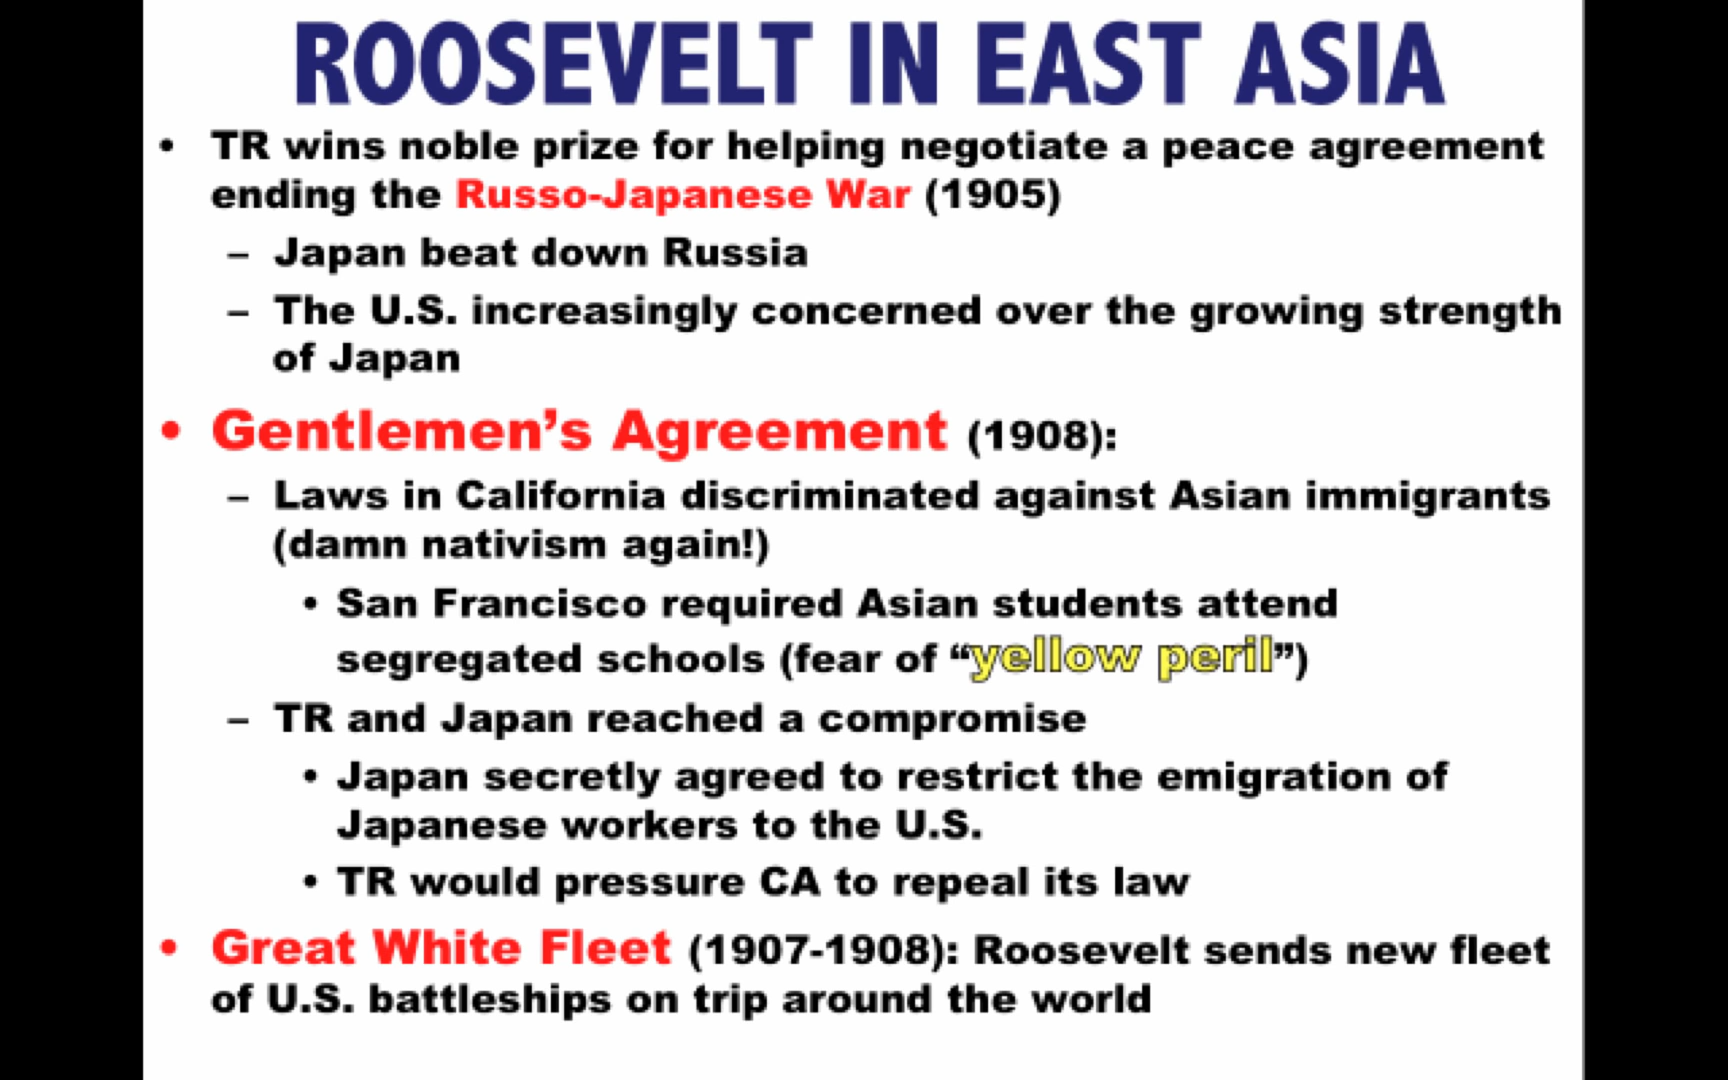 ROOSEVELT IN EAST ASIA
• TR wins noble prize for helping negotiate a peace agreement
ending the Russo-Japanese War (1905)
– Japan beat down Russia
– The U.S. increasingly concerned over the growing strength
of Japan
• Gentlemen’s Agreement (1908):
– Laws in California discriminated against Asian immigrants
(damn nativism again!)
• San Francisco required Asian students attend
segregated schools (fear of “yellow peril”)
– TR and Japan reached a compromise
• Japan secretly agreed to restrict the emigration of
Japanese workers to the U.S.
• TR would pressure CA to repeal its law
• Great White Fleet (1907-1908): Roosevelt sends new fleet
of U.S. battleships on trip around the world